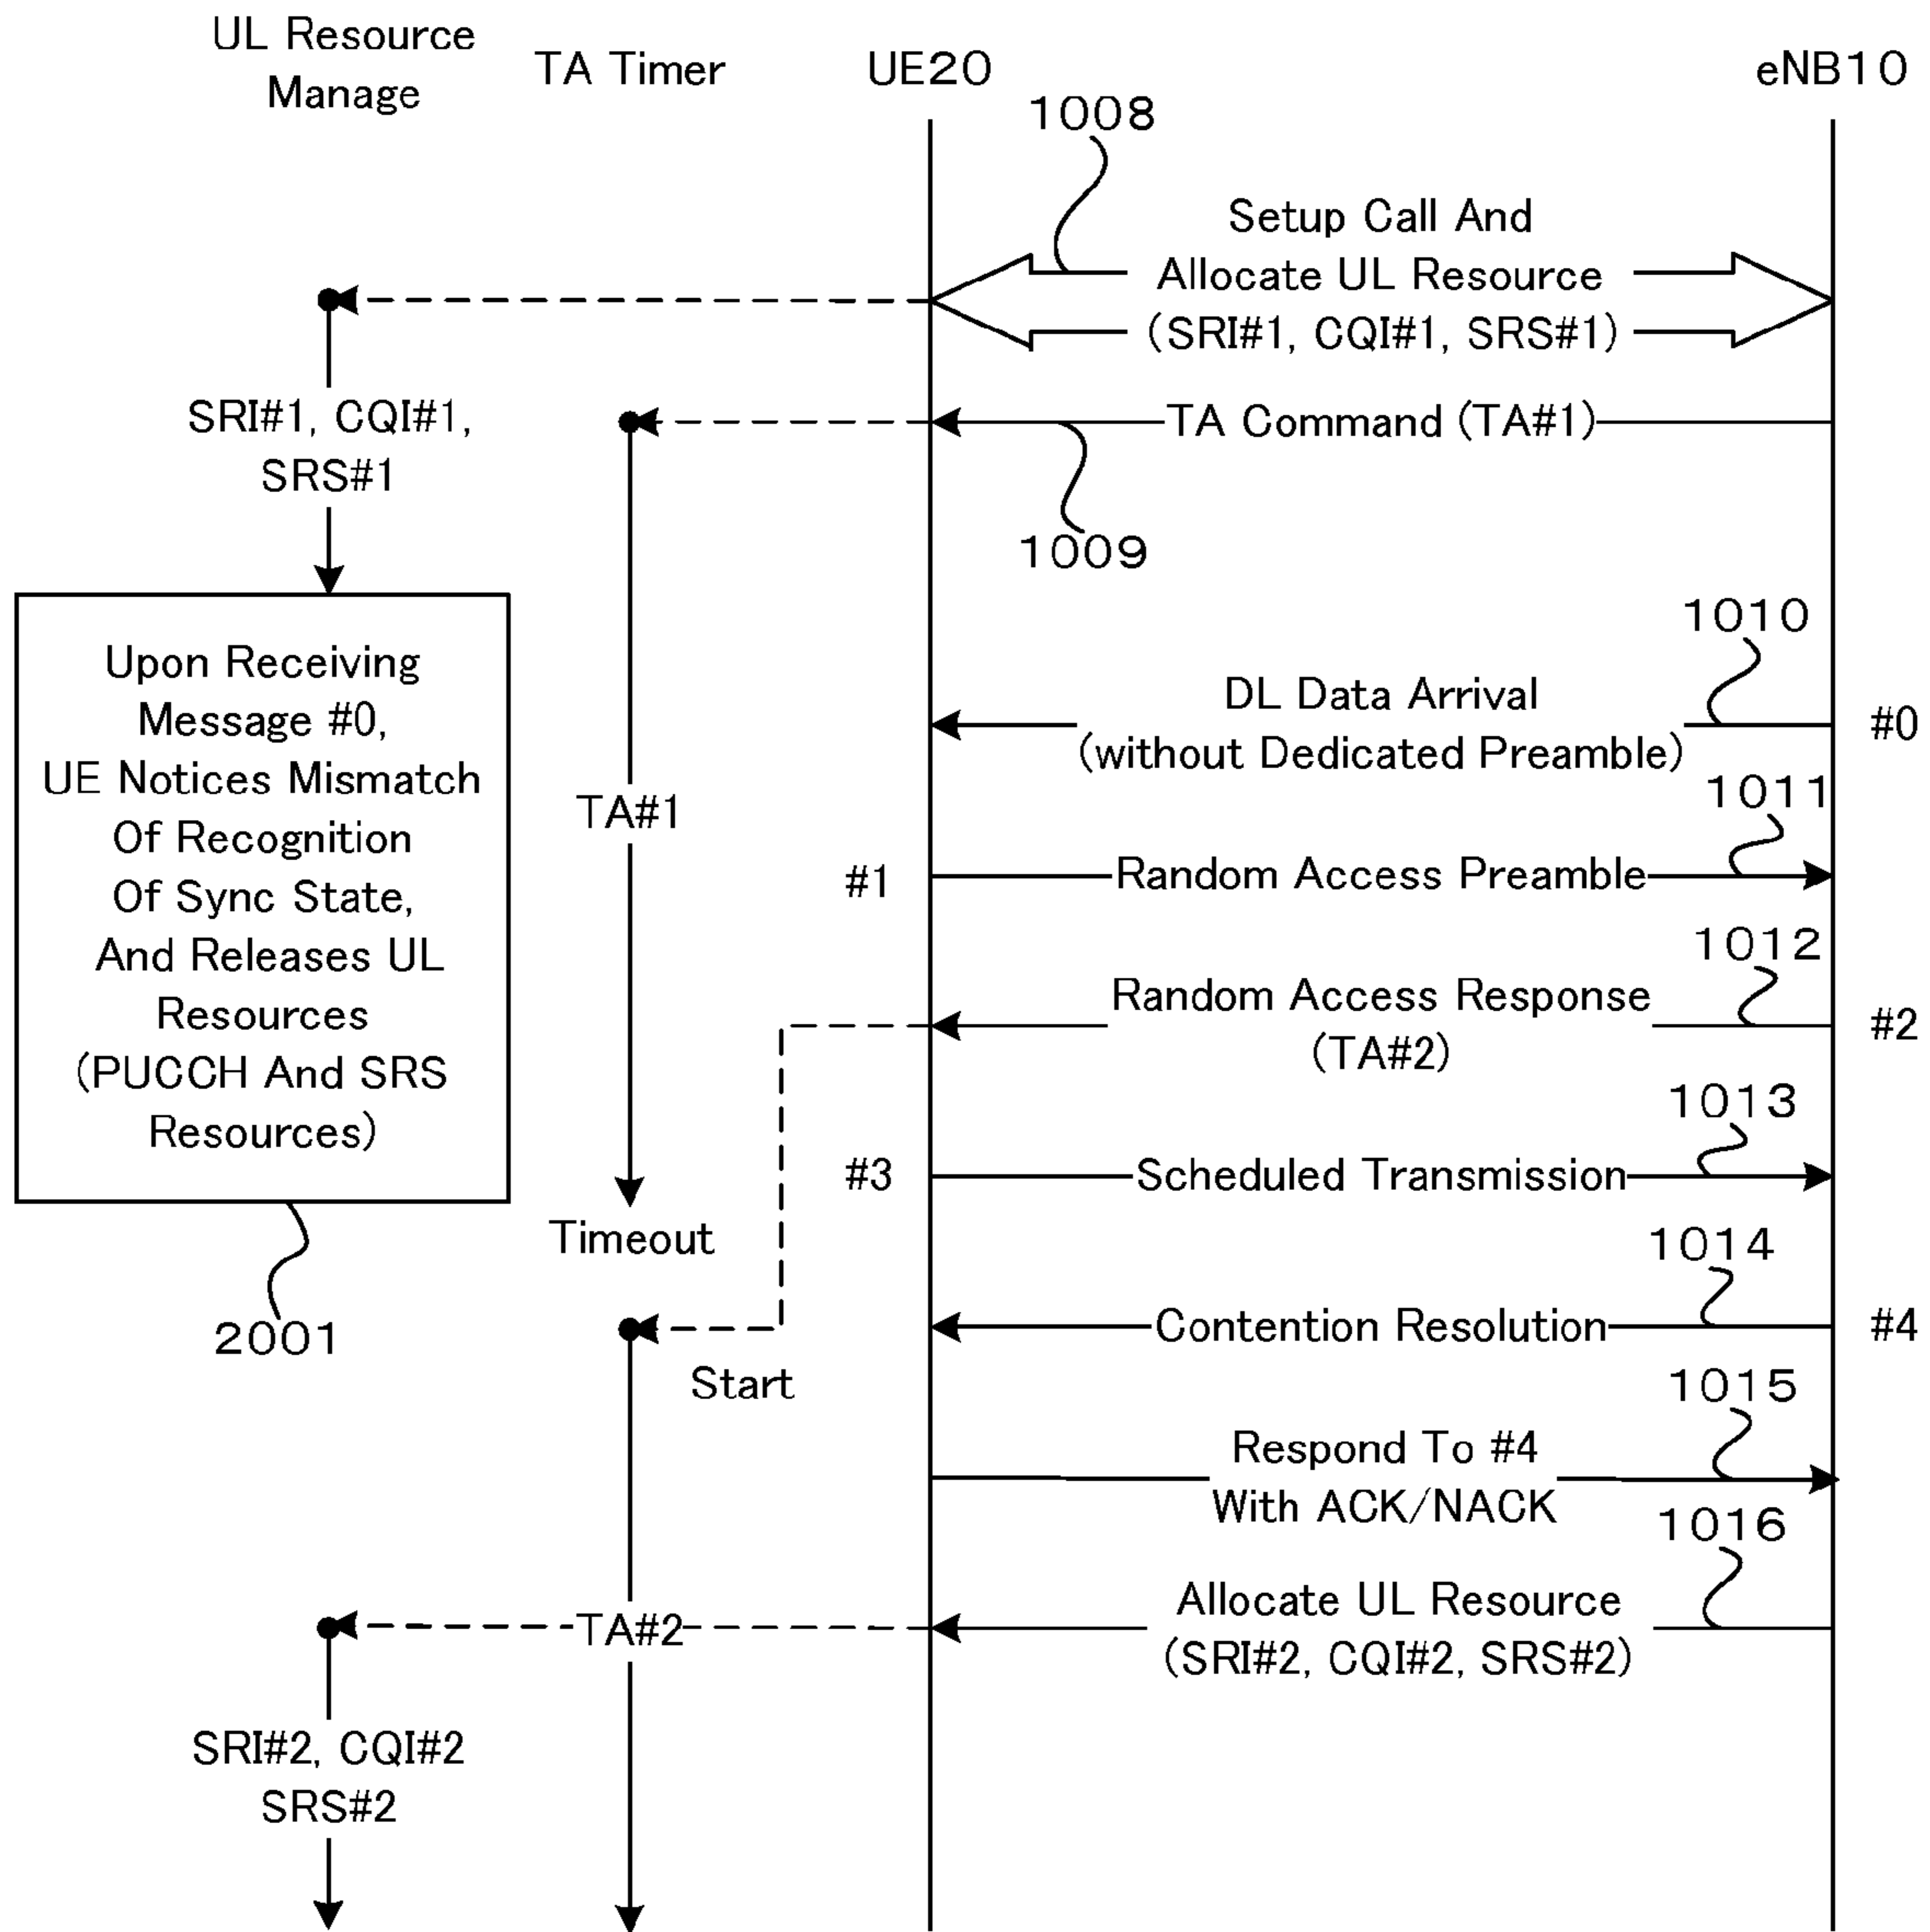 UL Resource
Manage
TA Timer
UE20
eNB10
1008
Setup Call And
Allocate UL Resource
(SRI#1, CQI#1, SRS#1)
SRI#1, CQI#1,
SRS#1
TA Command (TA#1)
1009
Upon Receiving
Message #0,
UE Notices Mismatch
Of Recognition
Of Sync State,
And Releases UL
Resources
(PUCCH And SRS
Resources)
2001
TA#1
Timeout
1010
DL Data Arrival
(without Dedicated Preamble)
#0
1011
#1
Random Access Preamble
1012
Random Access Response
(TA#2)
#2
1013
#3
Scheduled Transmission
1014
Contention Resolution
#4
Start
1015
Respond To #4
With ACK/NACK
1016
Allocate UL Resource
(SRI#2, CQI#2, SRS#2)
TA#2
SRI#2, CQI#2
SRS#2